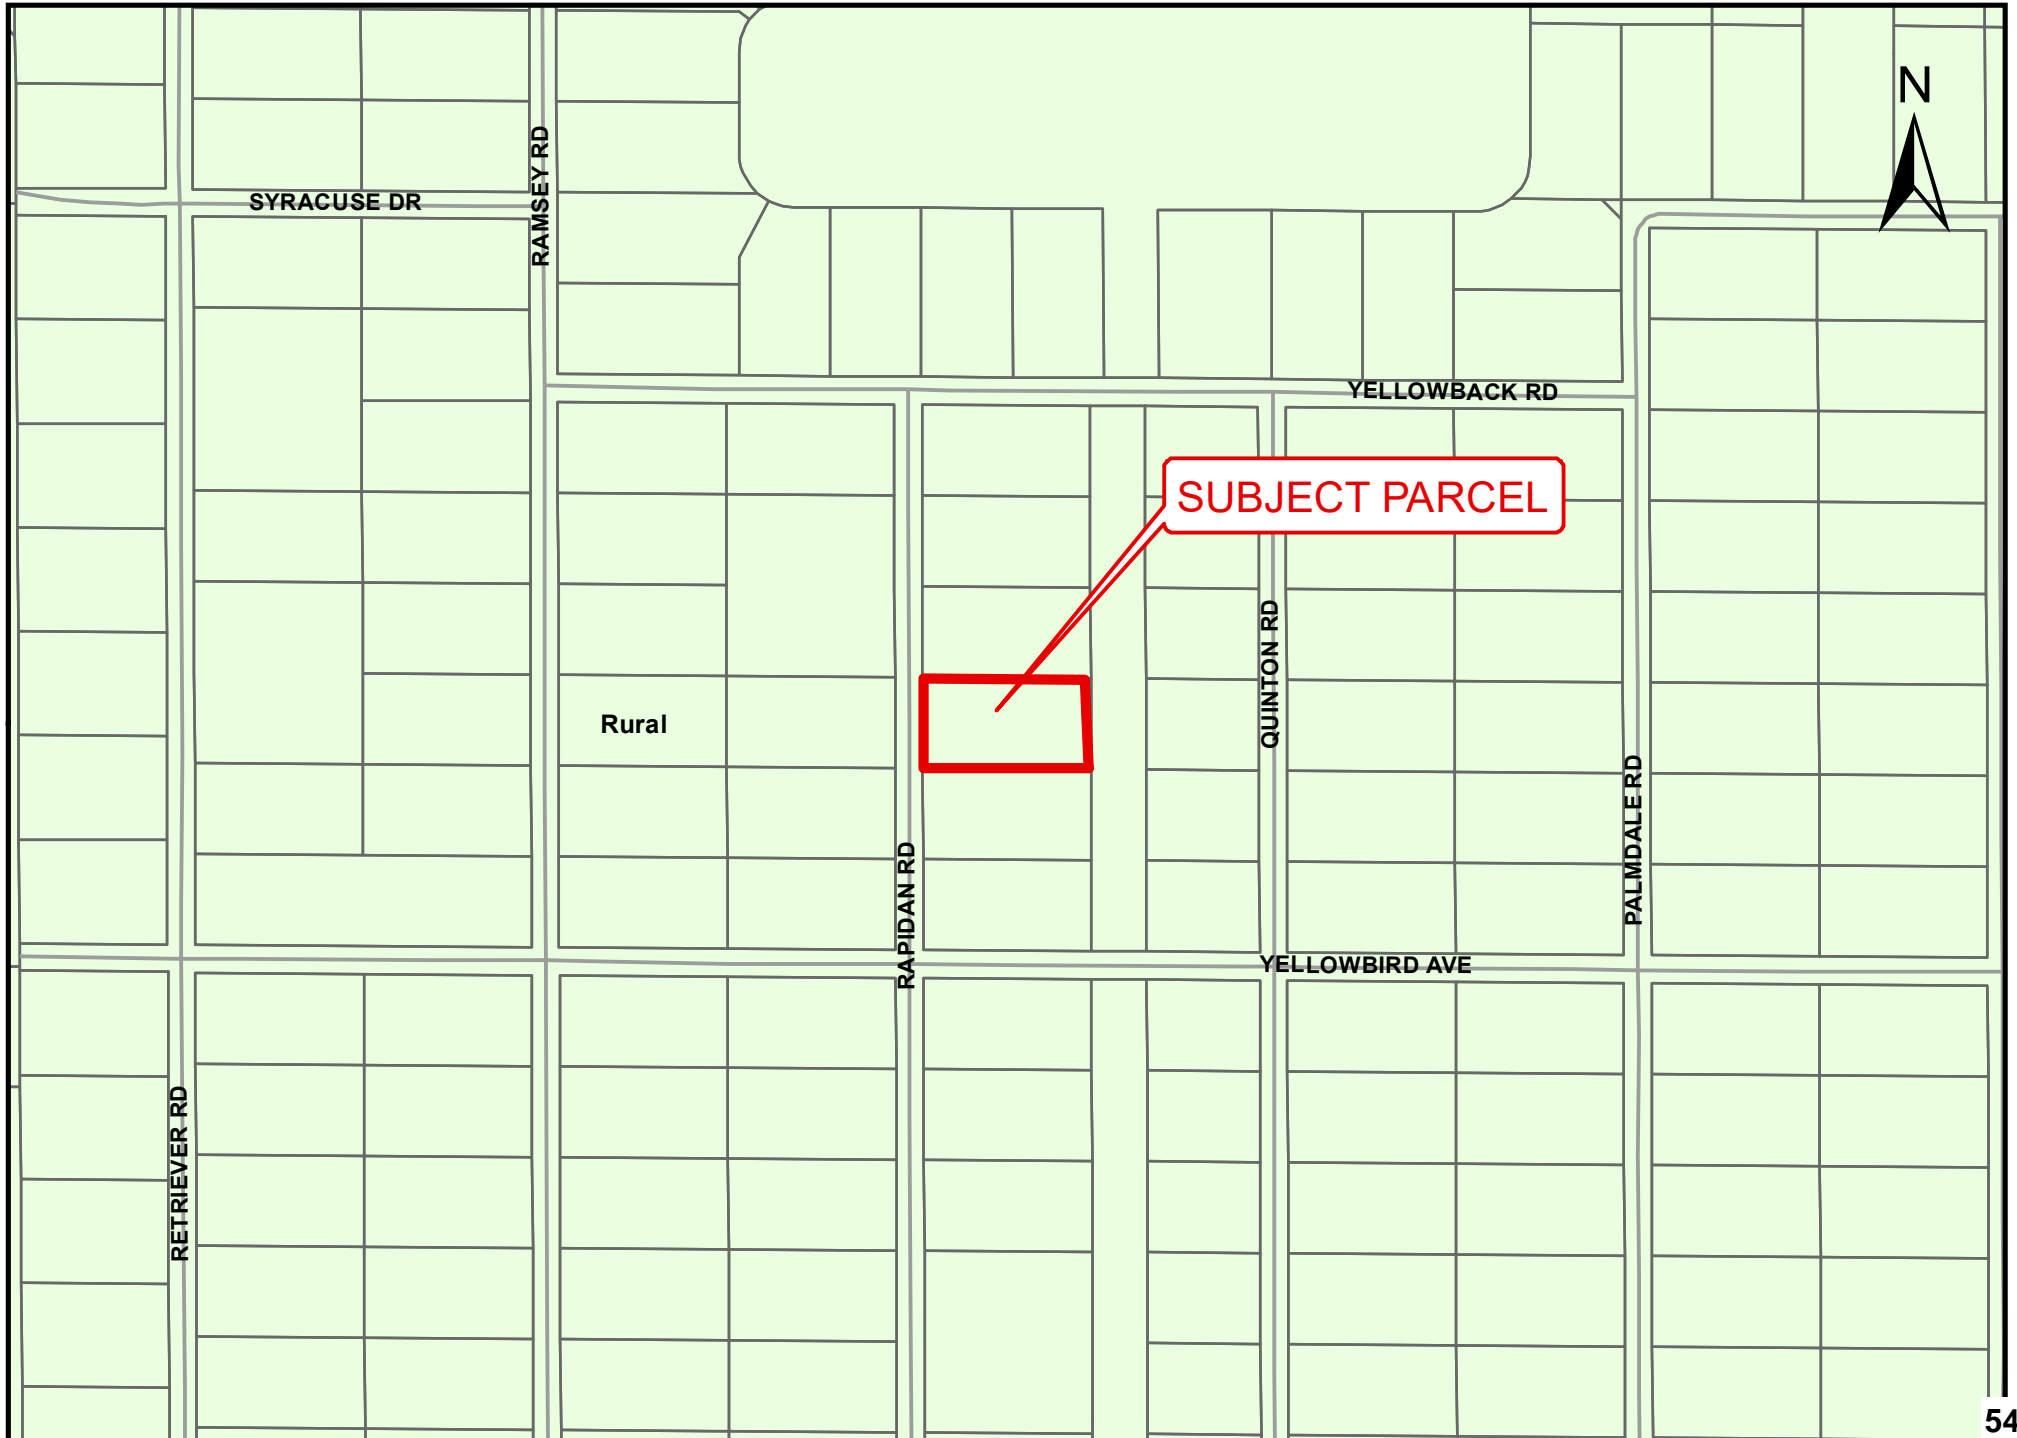 N
RAMSEY RD
SYRACUSE DR
YELLOWBACK RD
SUBJECT PARCEL
QUINTON RD
Rural
PALMDALE RD
RAPIDAN RD
YELLOWBIRD AVE
RETRIEVER RD
54